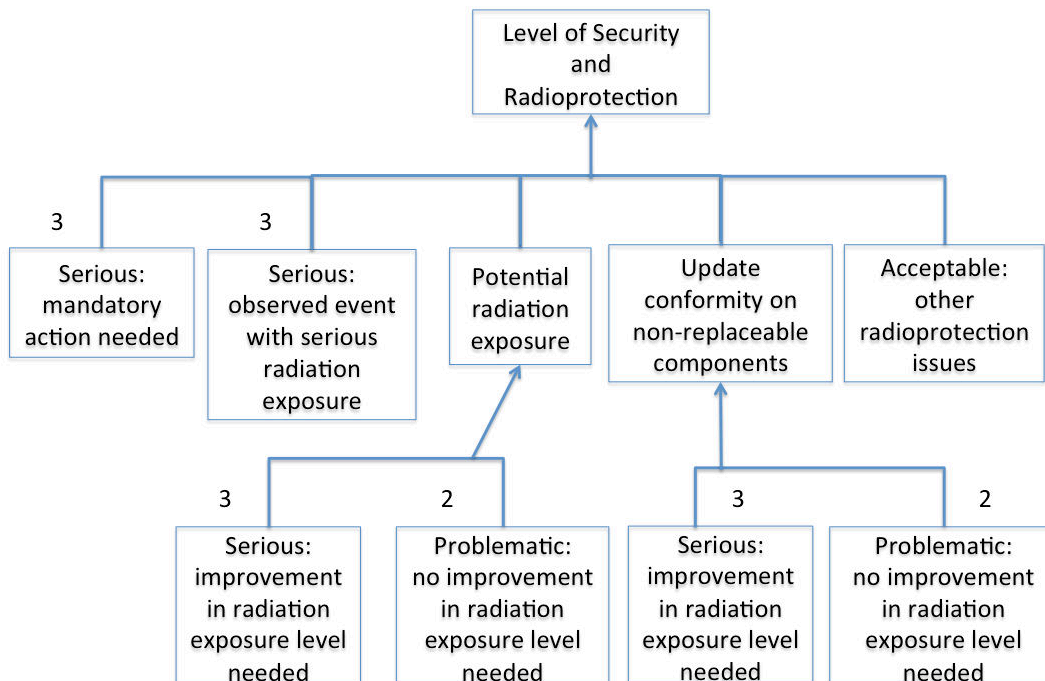 Level of Security
and
Radioprotection
3
3
Serious:
mandatory
action needed
Serious:
observed event
with serious
radiation
exposure
Potential
radiation
exposure
Update
conformity on
non-replaceable
components
Acceptable:
other
radioprotection
issues
3
2
3
2
Serious:
improvement
in radiation
exposure level
needed
Problematic:
no improvement
in radiation
exposure level
needed
Serious:
improvement
in radiation
exposure level
needed
Problematic:
no improvement
in radiation
exposure level
needed